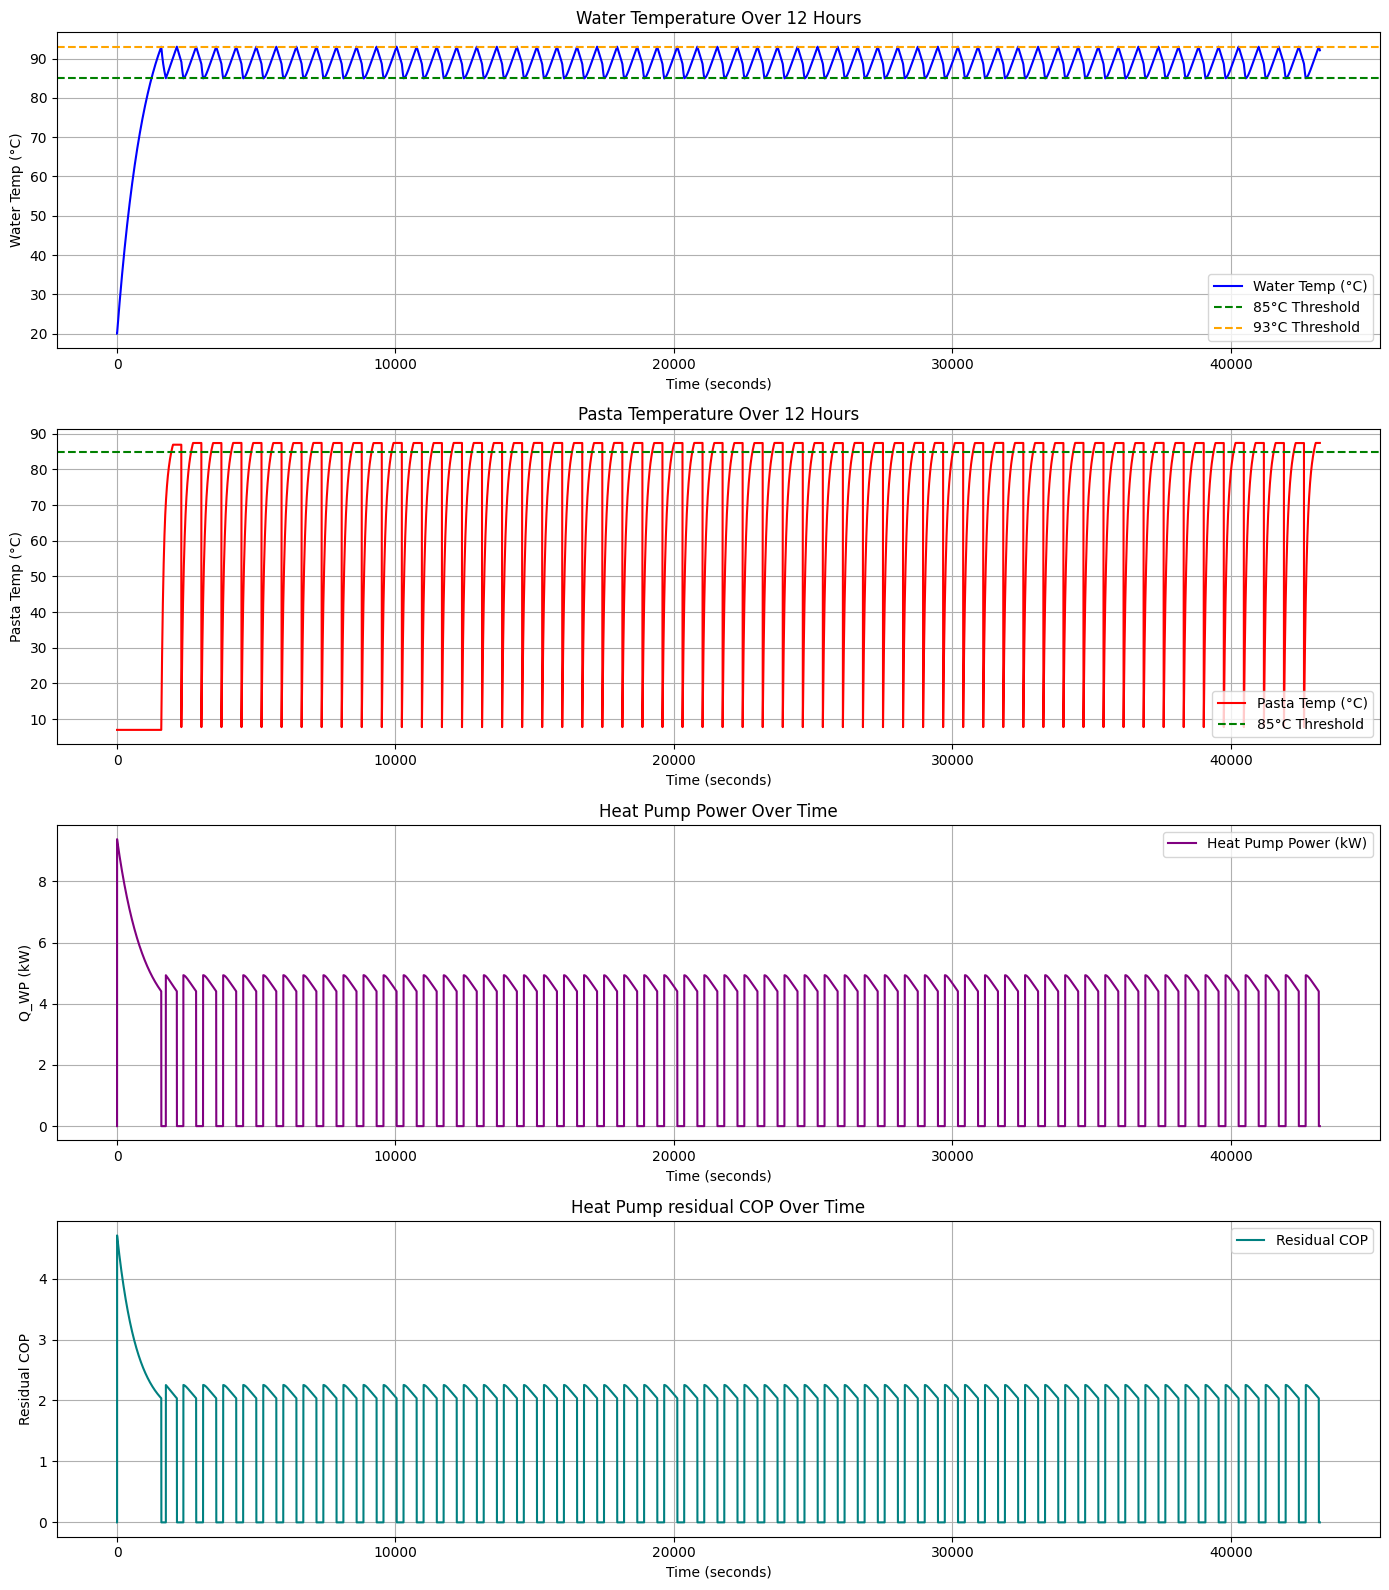 Water Temperature Over 12 Hours
Water Temp (°C)
90
80
70
60
50
40
30
20
Water Temp (°C)
85°C Threshold
93°C Threshold
0 10000 20000 30000 40000
Time (seconds)
Pasta Temperature Over 12 Hours
Pasta Temp (°C)
90
80
70
60
50
40
30
20
10
Pasta Temp (°C)
85°C Threshold
0 10000 20000 30000 40000
Time (seconds)
Heat Pump Power Over Time
Q_WP (kW)
8
6
4
2
0
Heat Pump Power (kW)
0 10000 20000 30000 40000
Time (seconds)
Heat Pump residual COP Over Time
Residual COP
4
3
2
1
0
Residual COP
0 10000 20000 30000 40000
Time (seconds)